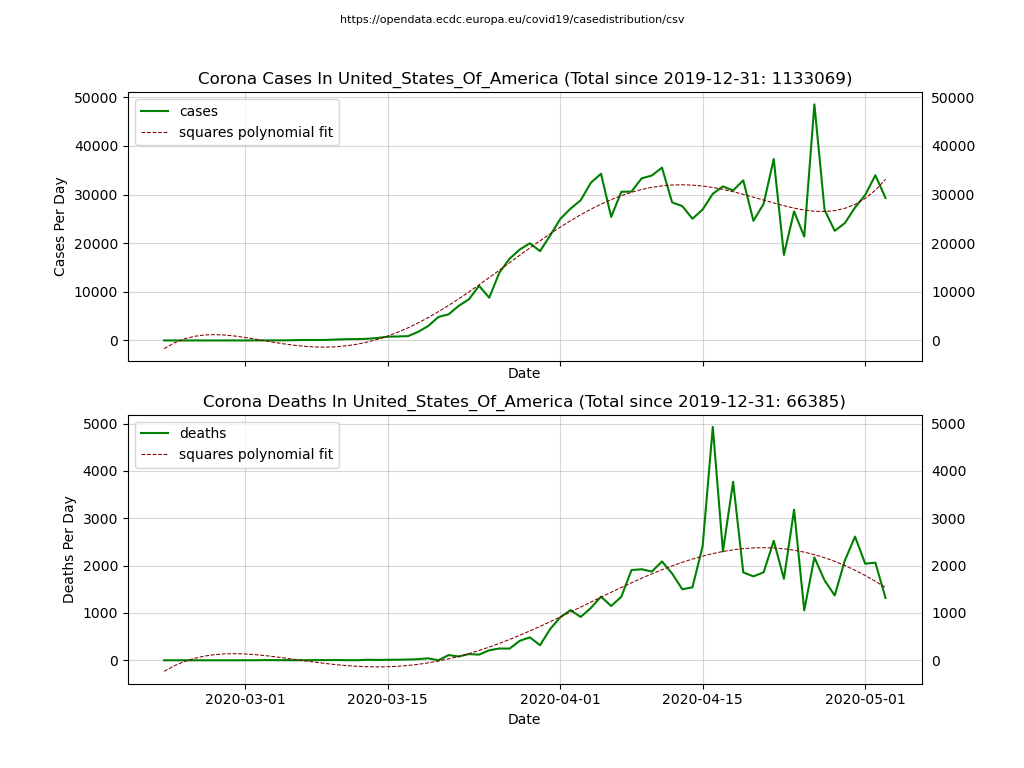 https://opendata.ecdc.europa.eu/covid19/casedistribution/csv
Corona Cases In United_States_Of_America (Total since 2019-12-31: 1133069)
cases
squares polynomial fit
Cases Per Day
50000
40000
30000
20000
10000
0
50000
40000
30000
20000
10000
0
Date
Corona Deaths In United_States_Of_America (Total since 2019-12-31: 66385)
deaths
squares polynomial fit
Deaths Per Day
5000
4000
3000
2000
1000
0
5000
4000
3000
2000
1000
0
2020-03-01 2020-03-15 2020-04-01 2020-04-15 2020-05-01
Date